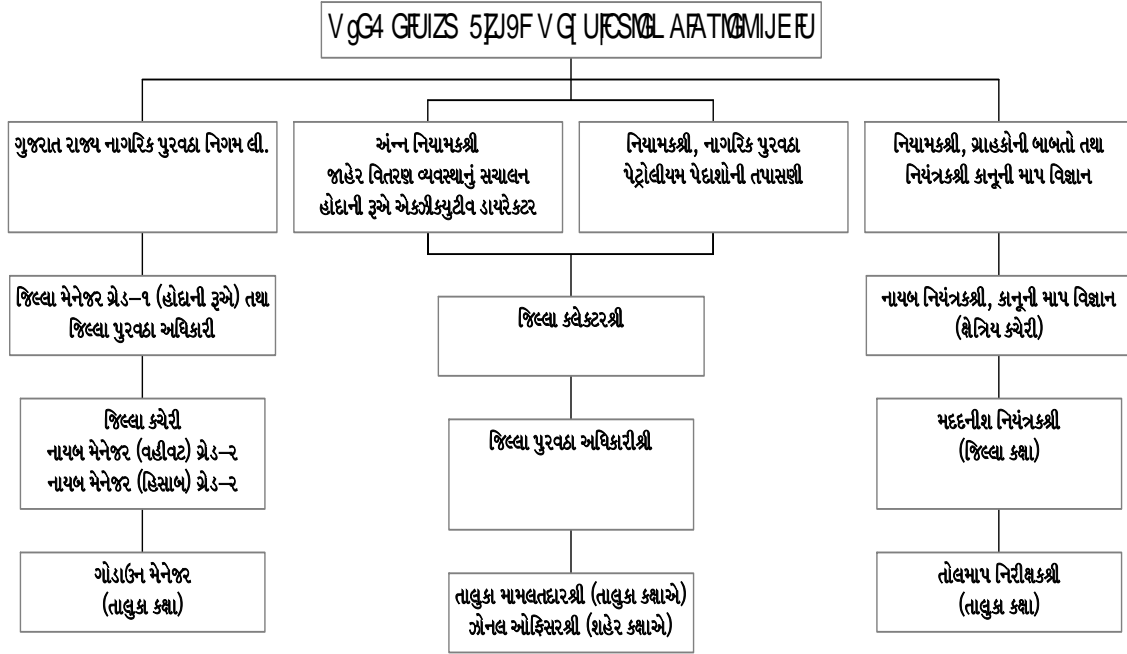 ગુજરાત રાજ્ય નાગરિક પુરવઠા નિગમ લી.
અંન્ન નિયામકશ્રી
જાહેર વિતરણ વ્યવસ્થાનું સચાલન
હોદાની રૂએ એકઝીક્યુટીવ ડાયરેકટર
નિયામકશ્રી, નાગરિક પુરવઠા
પેટ્રોલીયમ પેદાશોની તપાસણી
નિયામકશ્રી, ગ્રાહકોની બાબતો તથા
નિયંત્રકશ્રી કાનૂની માપ વિજ્ઞાન
જિલ્લા મેનેજર ગ્રેડ–૧ (હોદાની રૂએ) તથા
જિલ્લા પુરવઠા અધિકારી
જિલ્લા કલેકટરશ્રી
નાયબ નિયંત્રકશ્રી, કાનૂની માપ વિજ્ઞાન
(ક્ષેત્રિય કચેરી)
જિલ્લા કચેરી
નાયબ મેનેજર (વહીવટ) ગ્રેડ–૨
નાયબ મેનેજર (હિસાબ) ગ્રેડ–૨
જિલ્લા પુરવઠા અધિકારીશ્રી
મદદનીશ નિયંત્રકશ્રી
(જિલ્લા કક્ષા)
ગોડાઉન મેનેજર
(તાલુકા કક્ષા)
તાલુકા મામલતદારશ્રી (તાલુકા કક્ષાએ)
ઝોનલ ઓફિસરશ્રી (શહેર કક્ષાએ)
તોલમાપ નિરીક્ષકશ્રી
(તાલુકા કક્ષા)